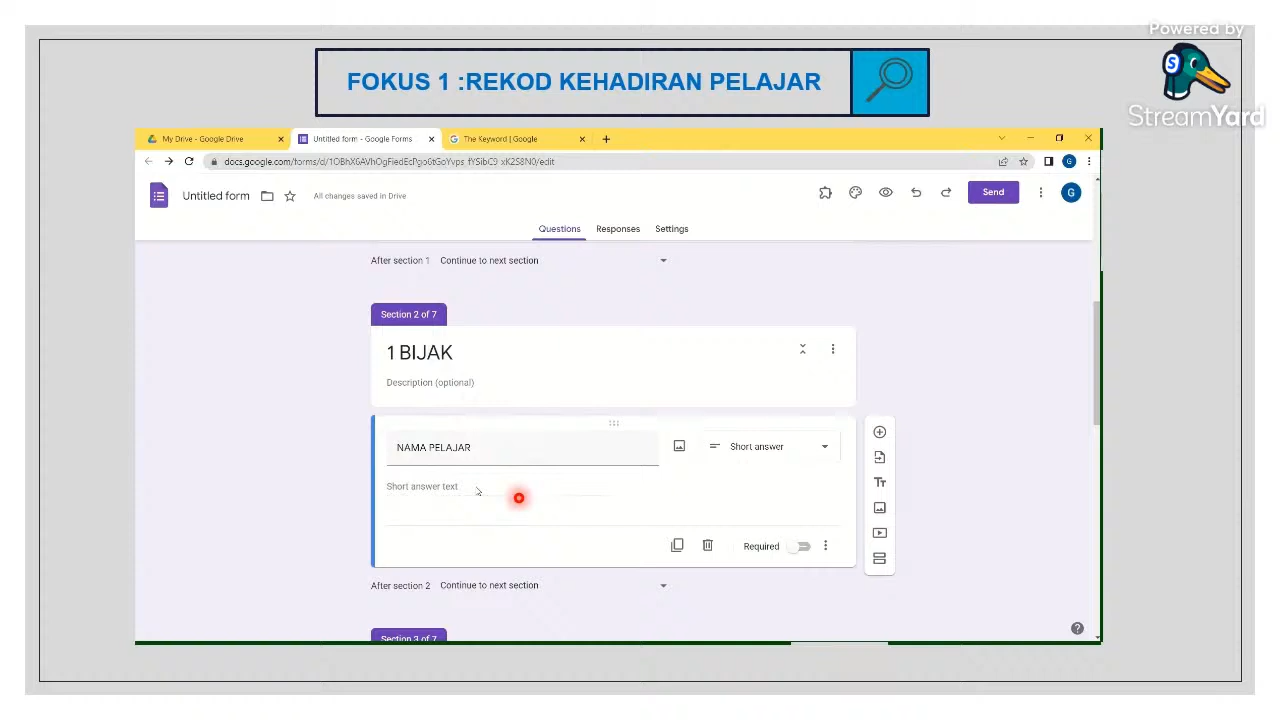 Powered by
StreamYard
FOKUS 1 :REKOD KEHADIRAN PELAJAR
My Drive - Google Drive
Untitled form - Google Forms
The Keyword | Google
Untitled form
All changes saved in Drive
Send
G
Questions
Responses
Settings
After section 1 Continue to next section
Section 2 of 7
1 BIJAK
Description (optional)
NAMA PELAJAR
Short answer
Short answer text
Required
After section 2 Continue to next section
Section 3 of 7